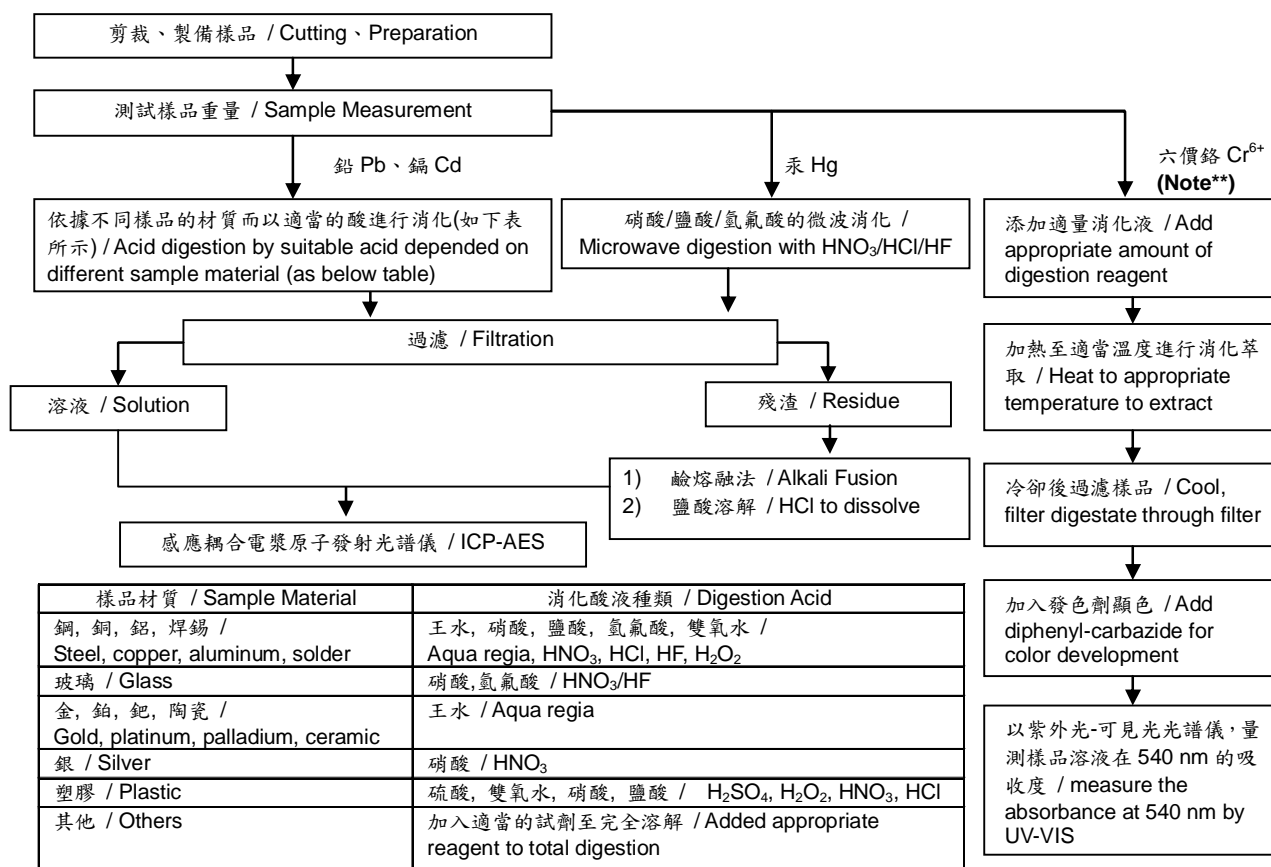 剪裁、製備樣品 / Cutting、Preparation
測試樣品重量 / Sample Measurement
鉛 Pb、鎘 Cd
汞 Hg
六價鉻 Cr⁶⁺
(Note**)
依據不同樣品的材質而以適當的酸進行消化(如下表
所示) / Acid digestion by suitable acid depended on
different sample material (as below table)
硝酸/鹽酸/氫氟酸的微波消化 /
Microwave digestion with HNO₃/HCl/HF
添加適量消化液 / Add
appropriate amount of
digestion reagent
過濾 / Filtration
加熱至適當溫度進行消化萃
取 / Heat to appropriate
temperature to extract
溶液 / Solution
殘渣 / Residue
1) 鹼熔融法 / Alkali Fusion
2) 鹽酸溶解 / HCl to dissolve
冷卻後過濾樣品 / Cool,
filter digestate through filter
感應耦合電漿原子發射光譜儀 / ICP-AES
加入發色劑顯色 / Add
diphenyl-carbazide for
color development
以紫外光-可見光光譜儀，量
測樣品溶液在 540 nm 的吸
收度 / measure the
absorbance at 540 nm by
UV-VIS
樣品材質 / Sample Material 消化酸液種類 / Digestion Acid
鋼, 銅, 鋁, 焊錫 / 王水, 硝酸, 鹽酸, 氫氟酸, 雙氧水 /
Steel, copper, aluminum, solder Aqua regia, HNO₃, HCl, HF, H₂O₂
玻璃 / Glass 硝酸,氫氟酸 / HNO₃/HF
金, 鉑, 鈀, 陶瓷 / 王水 / Aqua regia
Gold, platinum, palladium, ceramic
銀 / Silver 硝酸 / HNO₃
塑膠 / Plastic 硫酸, 雙氧水, 硝酸, 鹽酸 / H₂SO₄, H₂O₂, HNO₃, HCl
其他 / Others 加入適當的試劑至完全溶解 / Added appropriate
reagent to total digestion